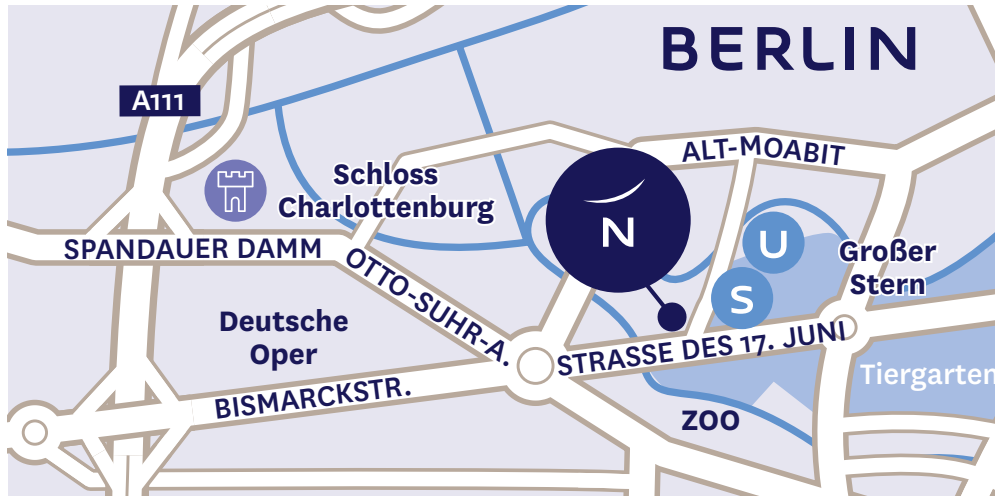 BERLIN
A111
ALT-MOABIT
Schloss
Charlottenburg
N
U
SPANDAUER DAMM
Großer
Stern
OTTO-SUHR-A.
S
Deutsche
Oper
STRASSE DES 17. JUNI
Tiergarten
BISMARCKSTR.
ZOO